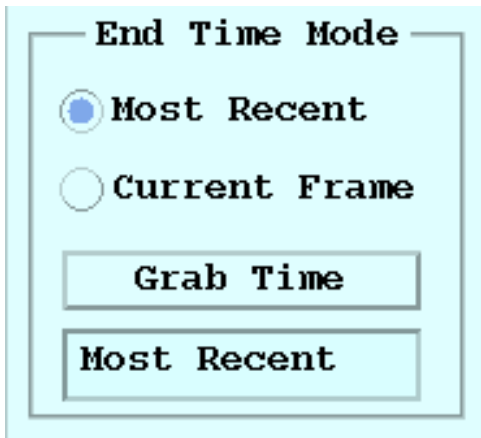 End Time Mode
Most Recent
Current Frame
Grab Time
Most Recent